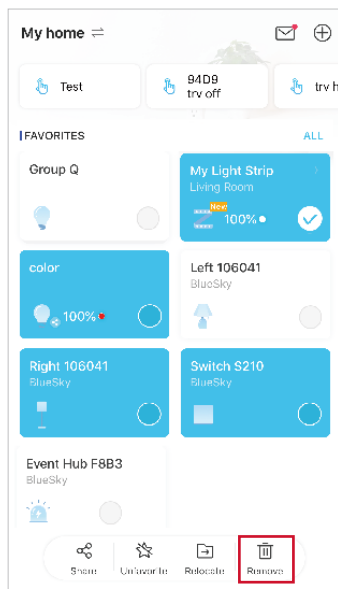 My home
Test
94D9
trv off
trv h
FAVORITES
ALL
Group Q
My Light Strip
Living Room
New
100%
color
100%
Left 106041
BlueSky
Right 106041
BlueSky
Switch S210
BlueSky
Event Hub F8B3
BlueSky
Share
Unfavorite
Relocate
Remove